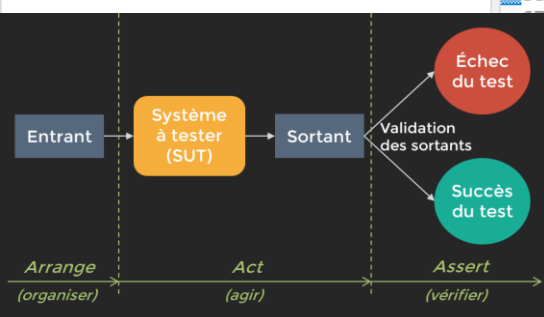 Échec
du test
Système
à tester
(SUT)
Entrant
Sortant
Validation
des sortants
Succès
du test
Arrange
Act
Assert
(organiser)
(agir)
(vérifier)